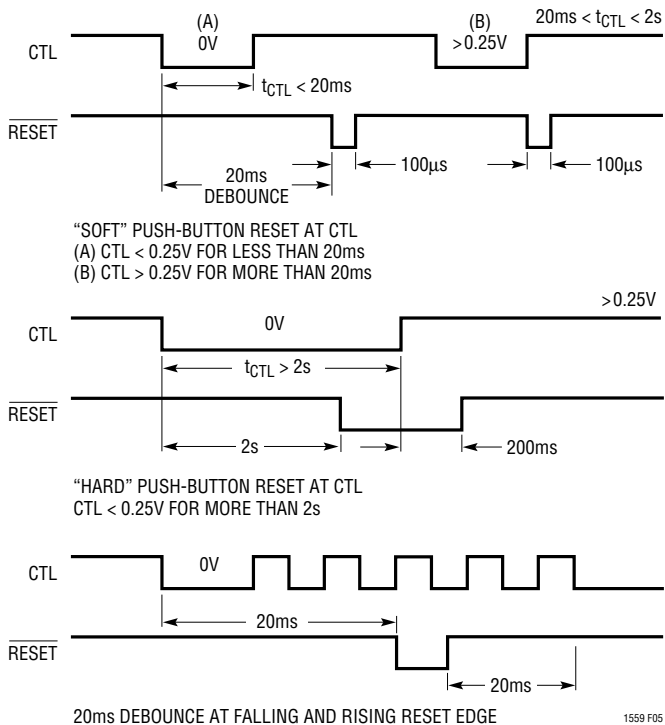 (A)
(B)
20ms < tCTL < 2s
CTL
0V
>0.25V
tCTL < 20ms
RESET
20ms
DEBOUNCE
100µs
100µs
“SOFT” PUSH-BUTTON RESET AT CTL
(A) CTL < 0.25V FOR LESS THAN 20ms
(B) CTL > 0.25V FOR MORE THAN 20ms
>0.25V
CTL
0V
tCTL > 2s
RESET
2s
200ms
“HARD” PUSH-BUTTON RESET AT CTL
CTL < 0.25V FOR MORE THAN 2s
CTL
0V
20ms
RESET
20ms
20ms DEBOUNCE AT FALLING AND RISING RESET EDGE
1559 F05